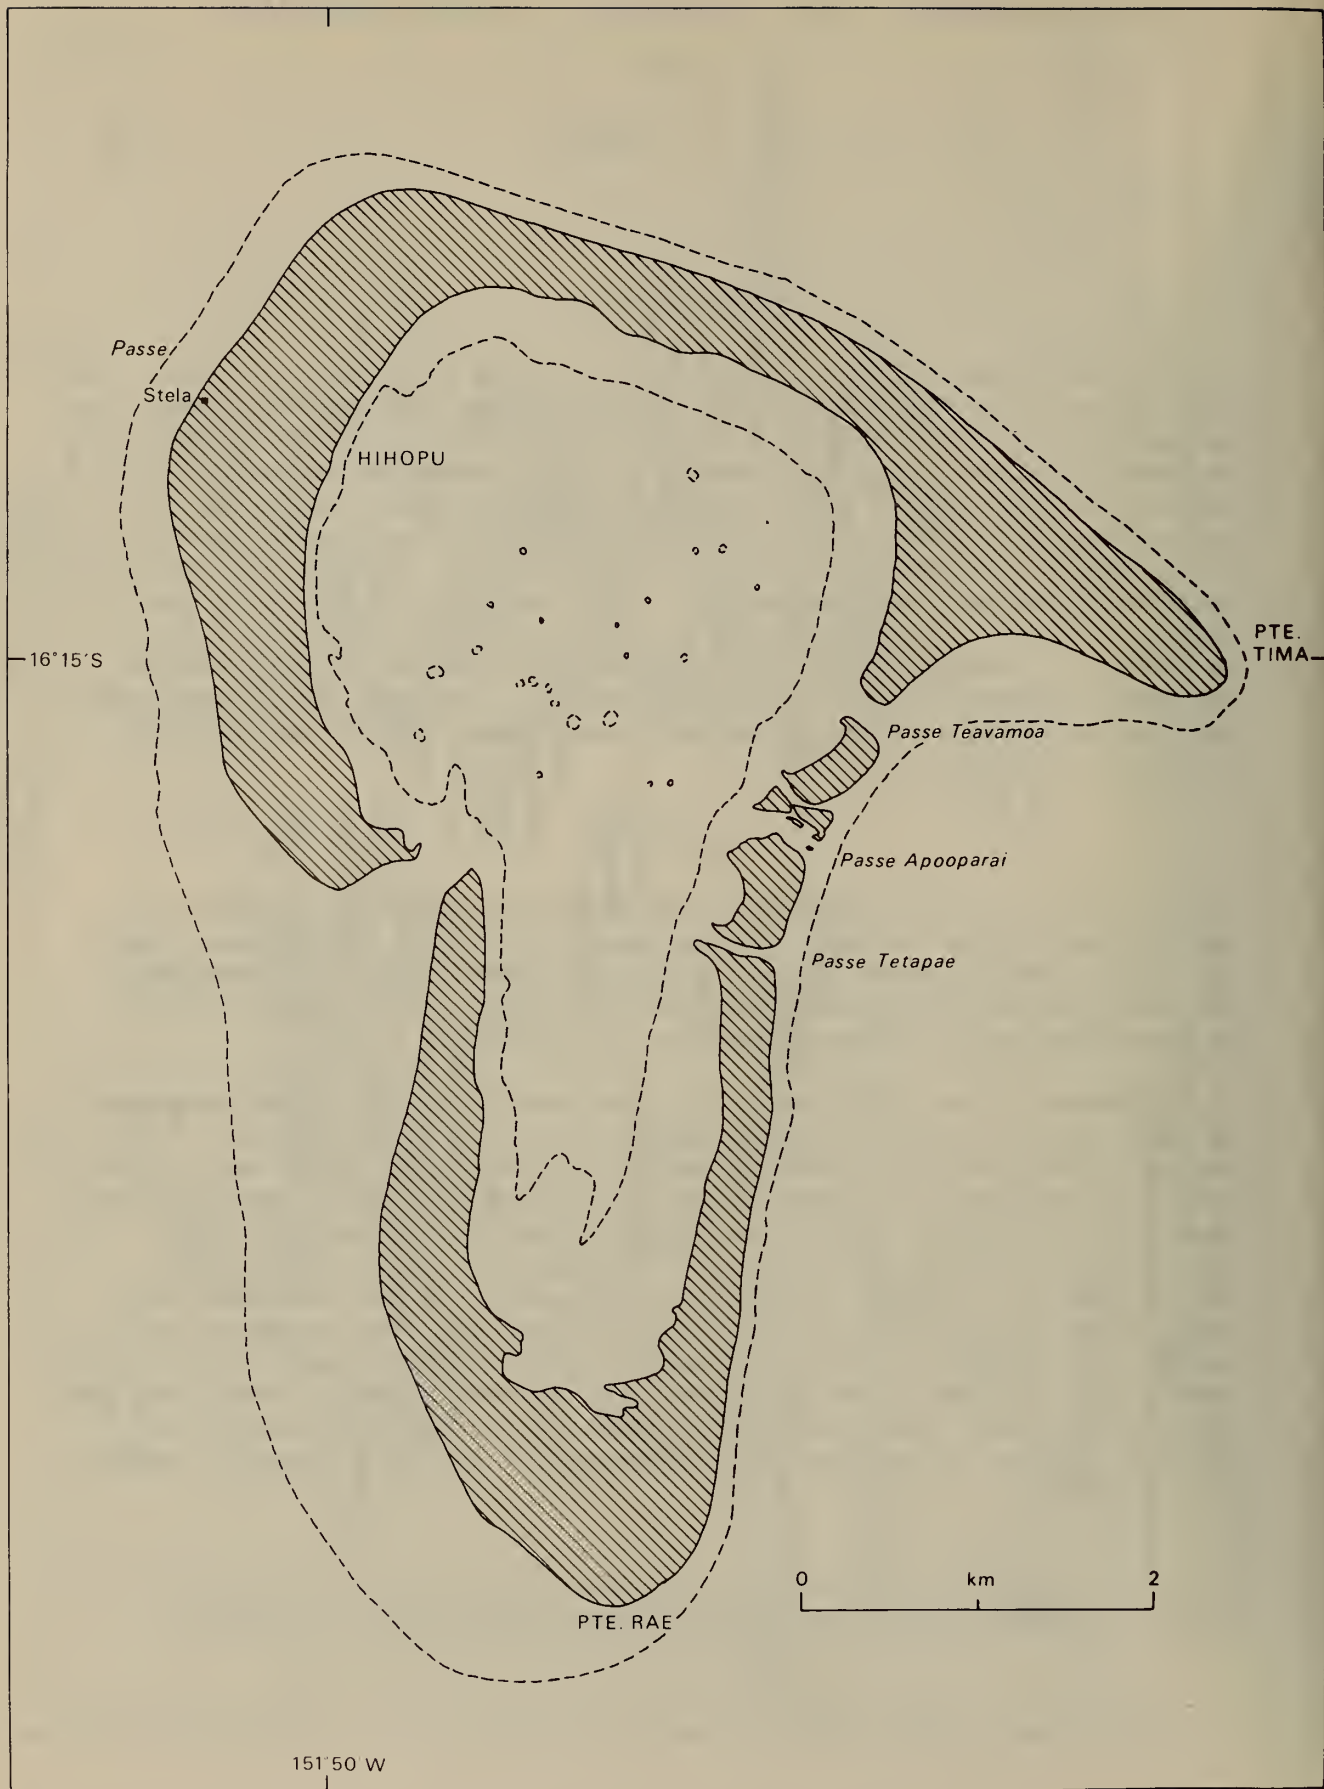 Passe
Stela
HIHOPU
16°15'S
PTE.
TIMA
Passe Teavamoa
Passe Apooparai
Passe Tetapae
0 km 2
PTE. RAE
151°50'W